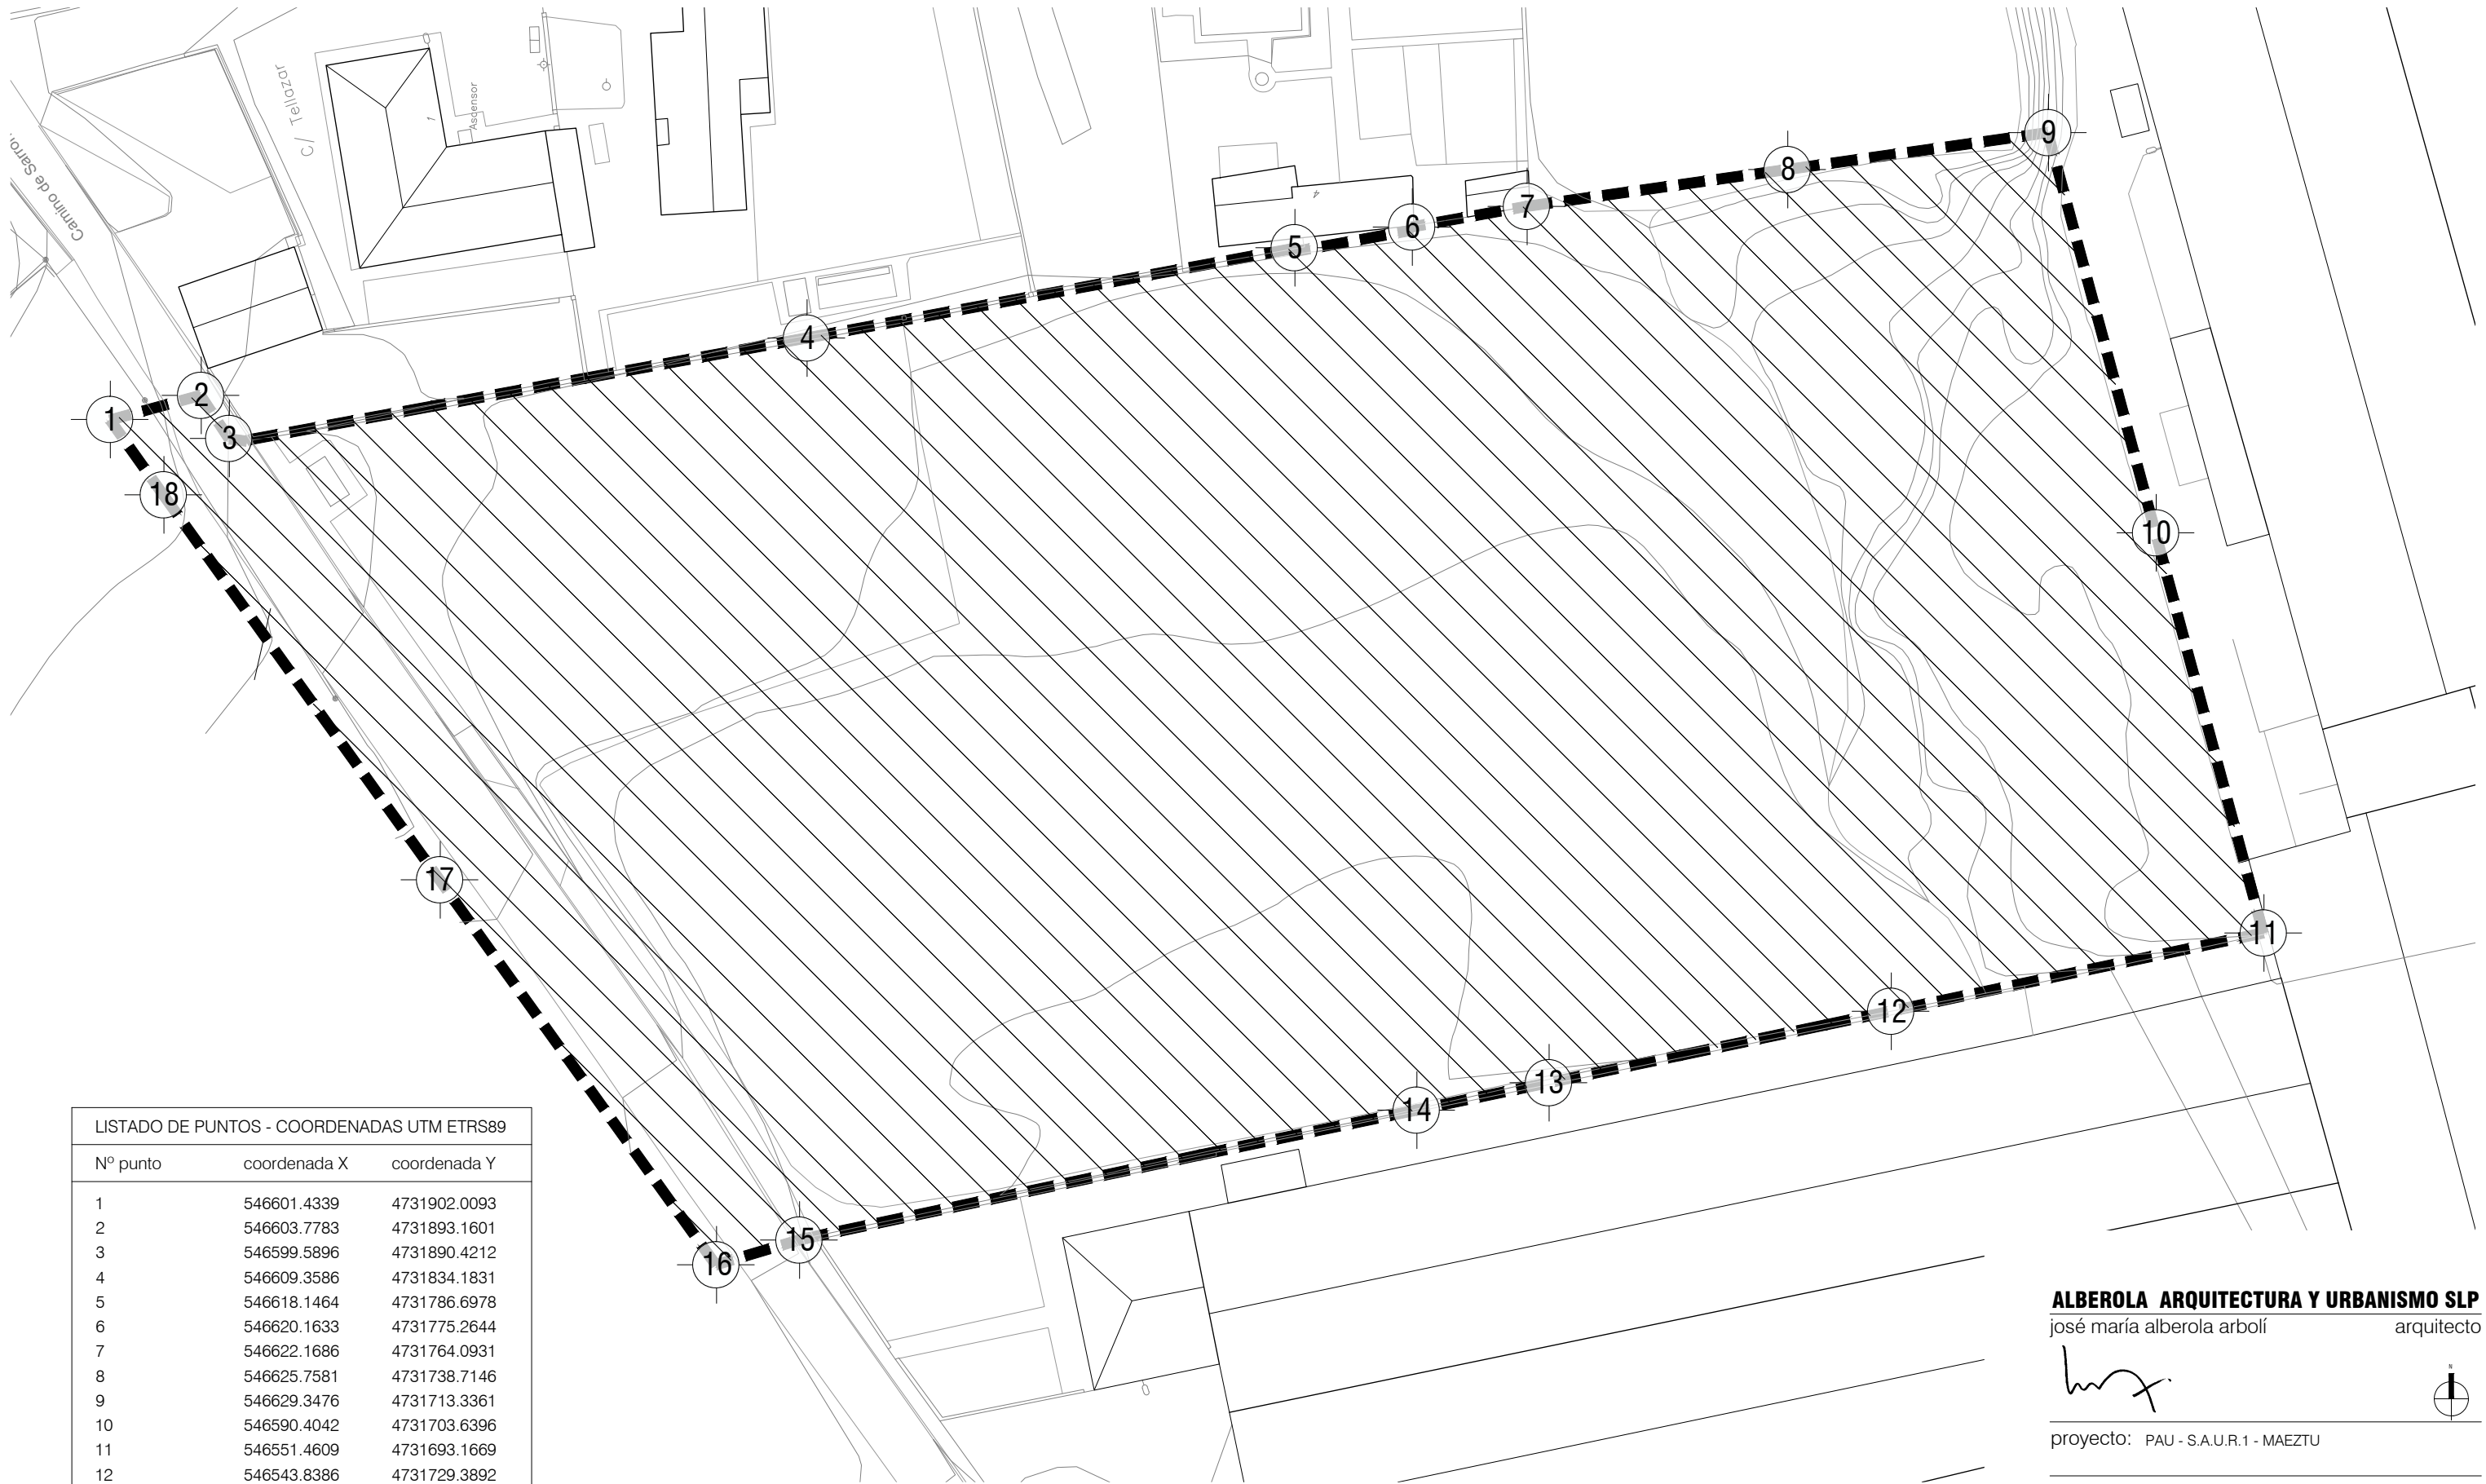 C / Tellazar
Ascensor
Camino de
1
4
1
2
3
4
5
6
7
8
9
10
11
12
13
14
15
16
17
18
LISTADO DE PUNTOS - COORDENADAS UTM ETRS89
Nº punto coordenada X coordenada Y
1 546601.4339 4731902.0093
2 546603.7783 4731893.1601
3 546599.5896 4731890.4212
4 546609.3586 4731834.1831
5 546618.1464 4731786.6978
6 546620.1633 4731775.2644
7 546622.1686 4731764.0931
8 546625.7581 4731738.7146
9 546629.3476 4731713.3361
10 546590.4042 4731703.6396
11 546551.4609 4731693.1669
12 546543.8386 4731729.3892
ALBEROLA ARQUITECTURA Y URBANISMO SLP
josé maría alberola arbolí arquitecto
N
proyecto: PAU - S.A.U.R.1 - MAEZTU